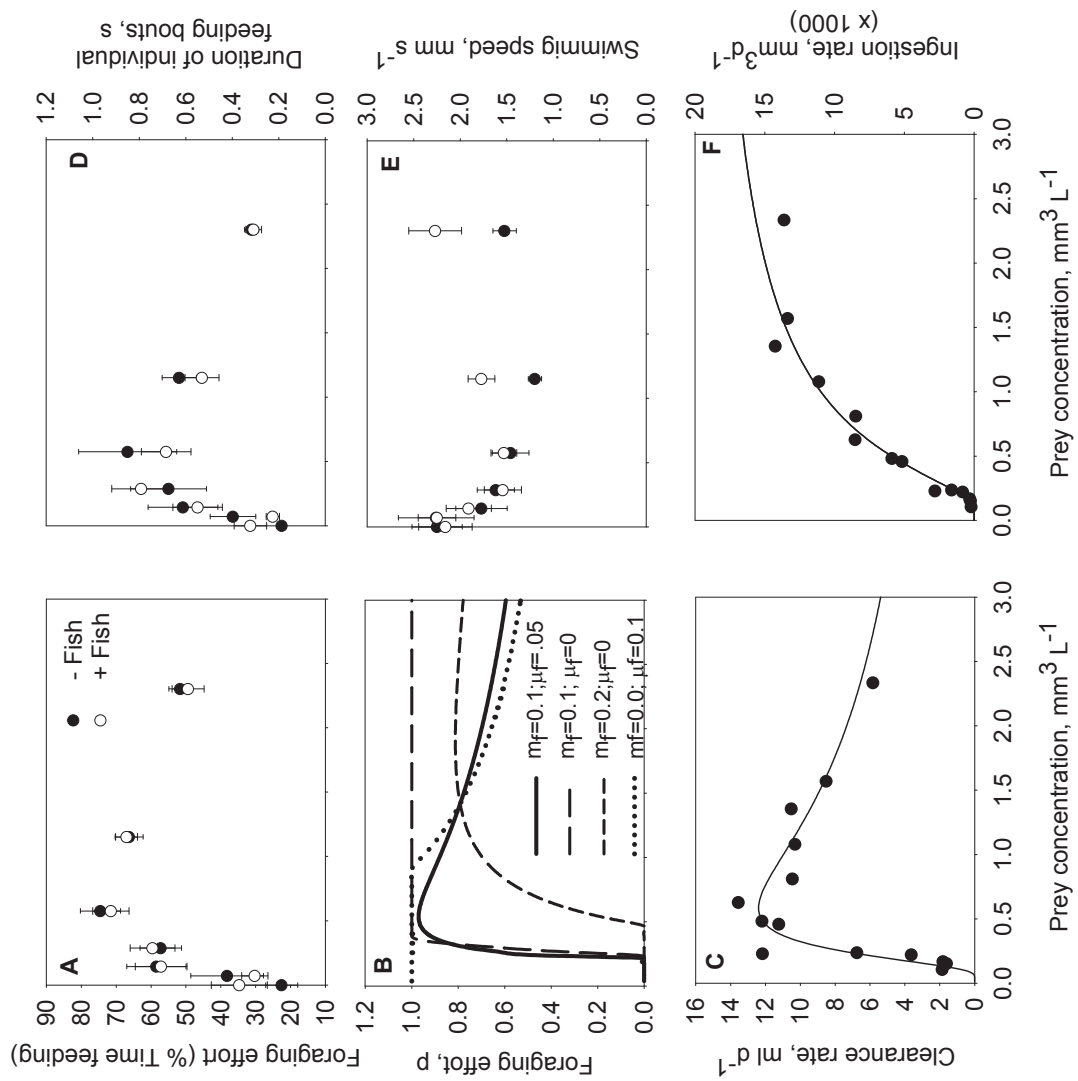 A
- Fish
+ Fish
90
80
70
60
50
40
30
20
10
Foraging effort (% Time feeding)
D
1.2
1.0
0.8
0.6
0.4
0.2
0.0
Duration of individual
feeding bouts, s
B
1.2
1.0
0.8
0.6
0.4
0.2
0.0
Foraging effot, p
mf=0.1;μf=.05
mf=0.1; μf=0
mf=0.2;μf=0
mf=0.0; μf=0.1
E
3.0
2.5
2.0
1.5
1.0
0.5
0.0
Swimmig speed, mm s-1
C
16
14
12
10
8
6
4
2
0
Clearance rate, ml d-1
0.0 0.5 1.0 1.5 2.0 2.5 3.0
Prey concentration, mm3 L-1
F
20
15
10
5
0
Ingestion rate, mm3d-1
(x 1000)
0.0 0.5 1.0 1.5 2.0 2.5 3.0
Prey concentration, mm3 L-1